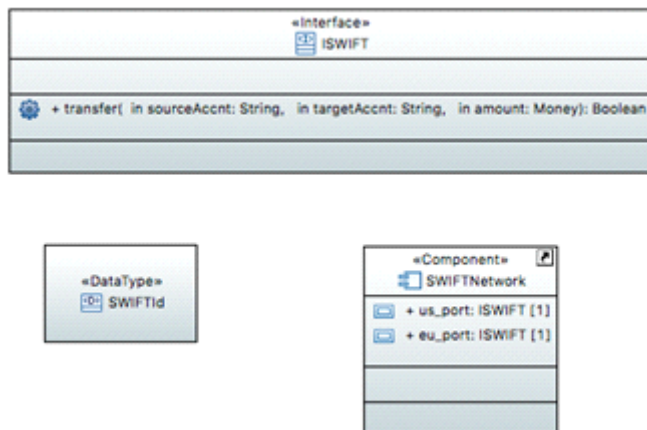 «Interface»
ISWIFT
+ transfer( in sourceAccnt: String, in targetAccnt: String, in amount: Money): Boolean
«DataType»
SWIFTId
«Component»
SWIFTNetwork
+ us_port: ISWIFT [1]
+ eu_port: ISWIFT [1]